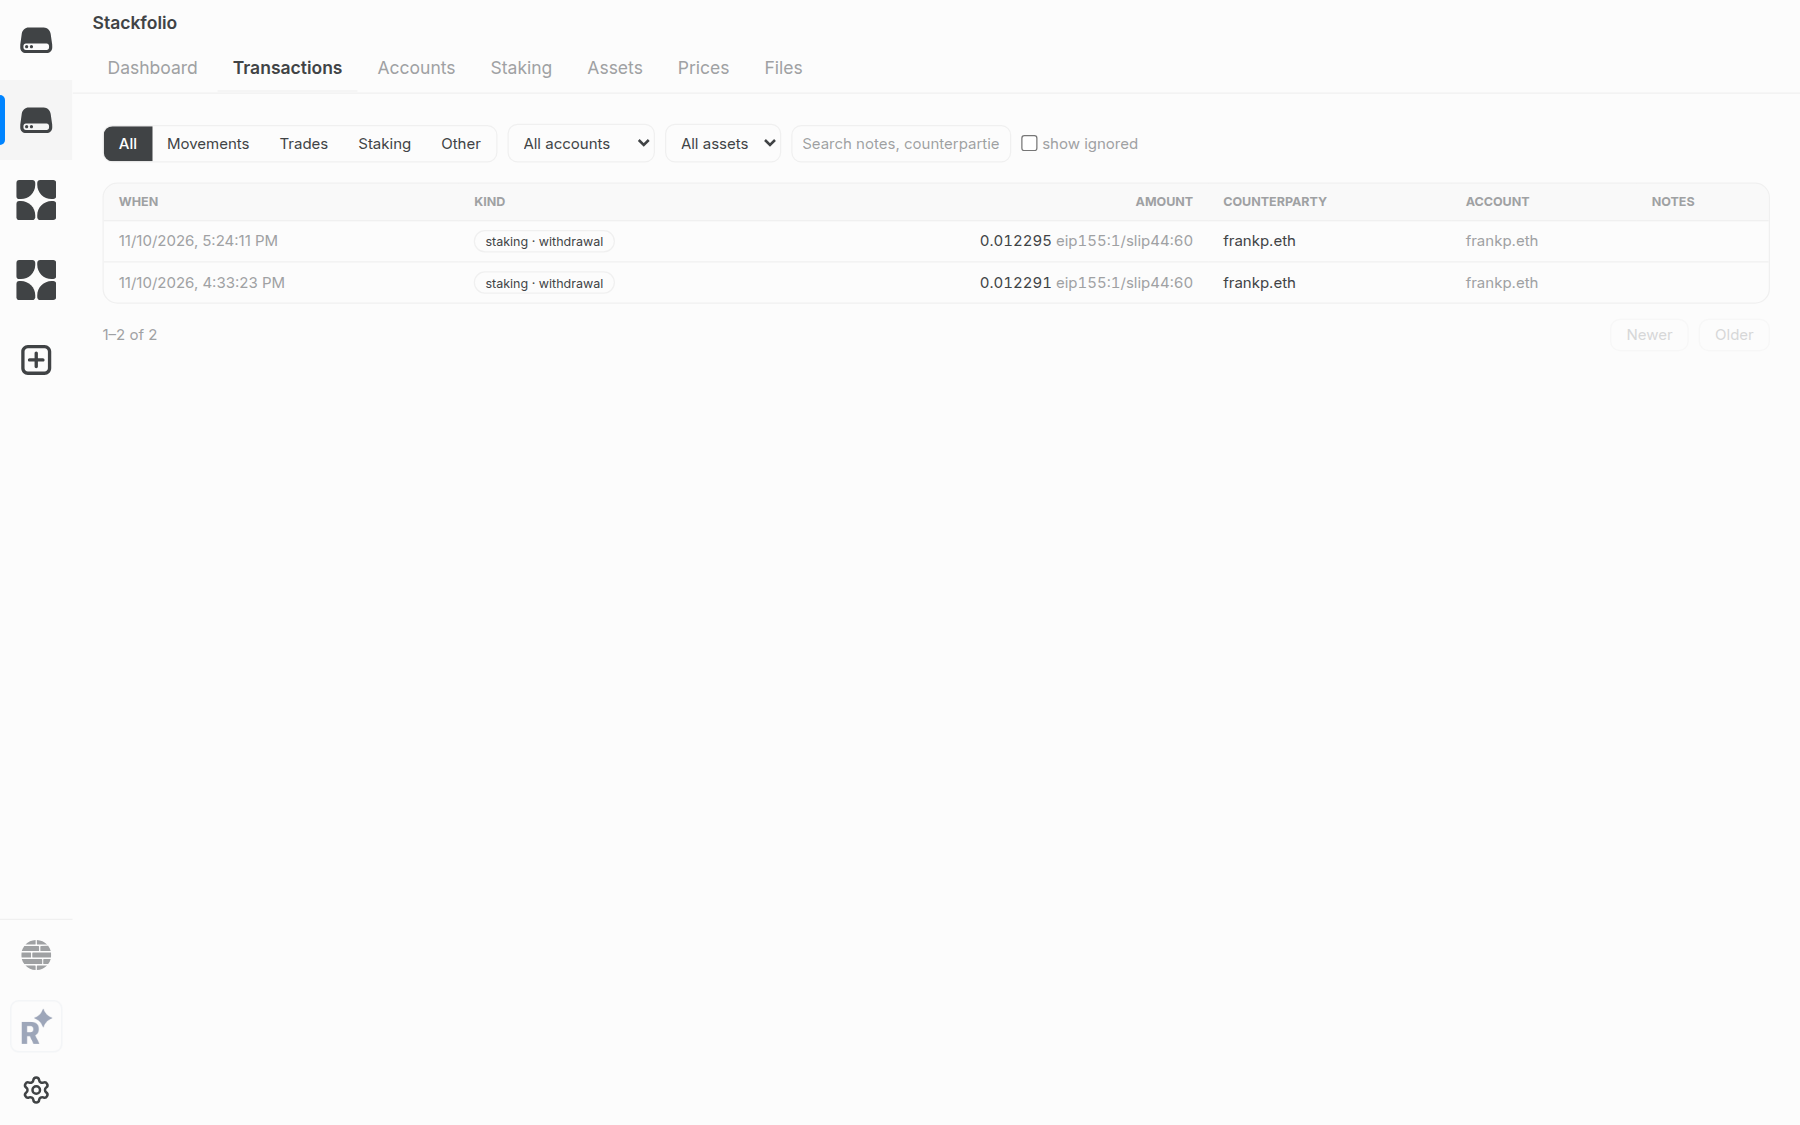 Stackfolio
Dashboard Transactions Accounts Staking Assets Prices Files
All Movements Trades Staking Other All accounts All assets Search notes, counterpartie show ignored
WHEN KIND AMOUNT COUNTERPARTY ACCOUNT NOTES
11/10/2026, 5:24:11 PM staking · withdrawal 0.012295 eip155:1/slip44:60 frankp.eth frankp.eth
11/10/2026, 4:33:23 PM staking · withdrawal 0.012291 eip155:1/slip44:60 frankp.eth frankp.eth
1–2 of 2 Newer Older
R